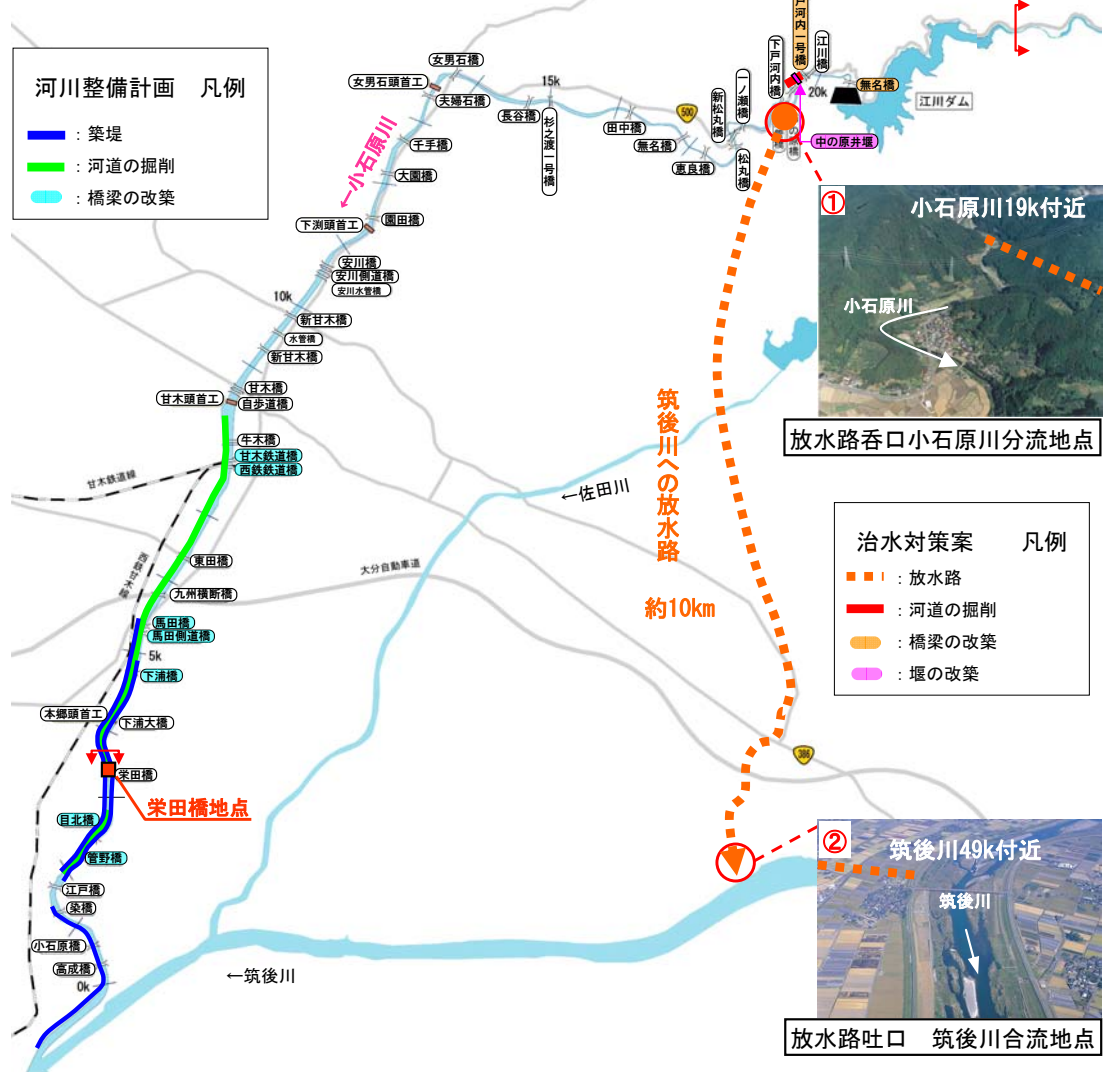 河川整備計画 凡例
：築堤
：河道の掘削
：橋梁の改築
女男石橋
女男石頭首工
夫婦石橋
長谷橋
15k
杉之渡一号橋
田中橋
500
無名橋
恵良橋
新松丸橋
一ノ瀬橋
松丸橋
下戸河内橋
戸河内一号橋
江川橋
20k
無名橋
江川ダム
中の原井堰
←小石原川
千手橋
大園橋
園田橋
下渕頭首工
安川橋
安川側道橋
安川水管橋
10k
新甘木橋
水管橋
新甘木橋
甘木橋
甘木頭首工
自歩道橋
牛木橋
甘木鉄道橋
西鉄鉄道橋
甘木鉄道線
西鉄甘木線
東田橋
大分自動車道
九州横断橋
馬田橋
馬田側道橋
5k
下浦橋
本郷頭首工
下浦大橋
栄田橋
栄田橋地点
目北橋
管野橋
江戸橋
染橋
小石原橋
高成橋
0k
←筑後川
←佐田川
筑後川への放水路
約10km
386
①
小石原川19k付近
小石原川
放水路呑口小石原川分流地点
治水対策案 凡例
：放水路
：河道の掘削
：橋梁の改築
：堰の改築
②
筑後川49k付近
筑後川
放水路吐口 筑後川合流地点